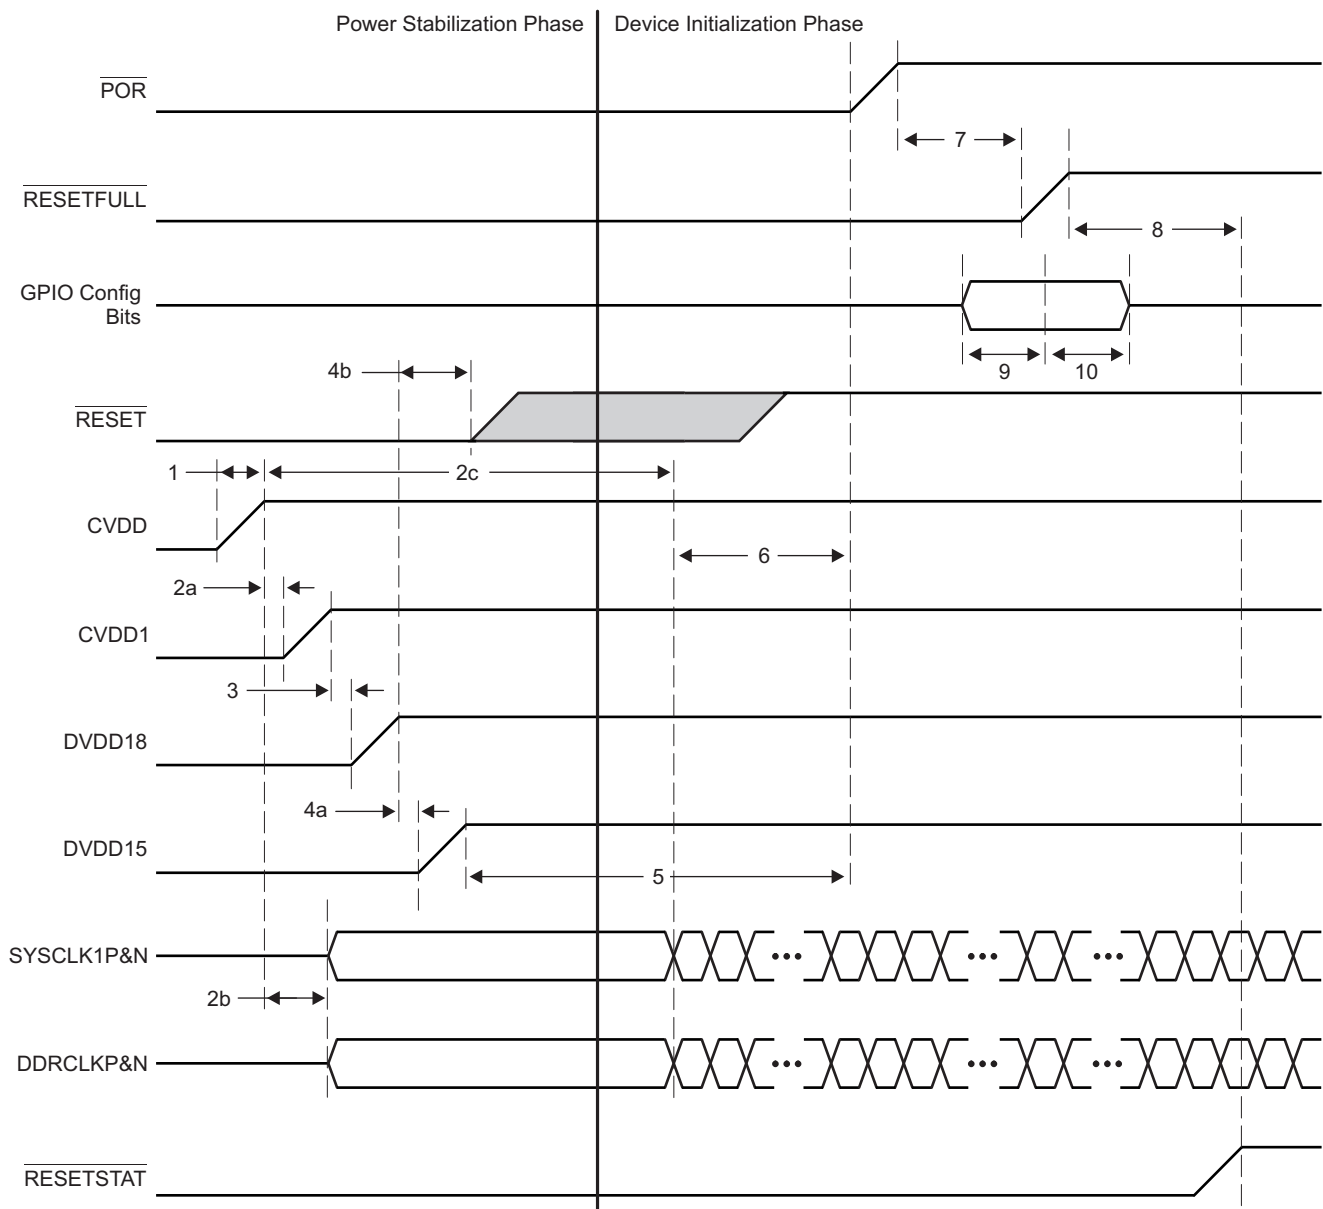 Power Stabilization Phase
Device Initialization Phase
POR
7
RESETFULL
8
GPIO Config
Bits
9
10
4b
RESET
1
2c
CVDD
6
2a
CVDD1
3
DVDD18
4a
DVDD15
5
SYSCLK1P&N
2b
DDRCLKP&N
RESETSTAT